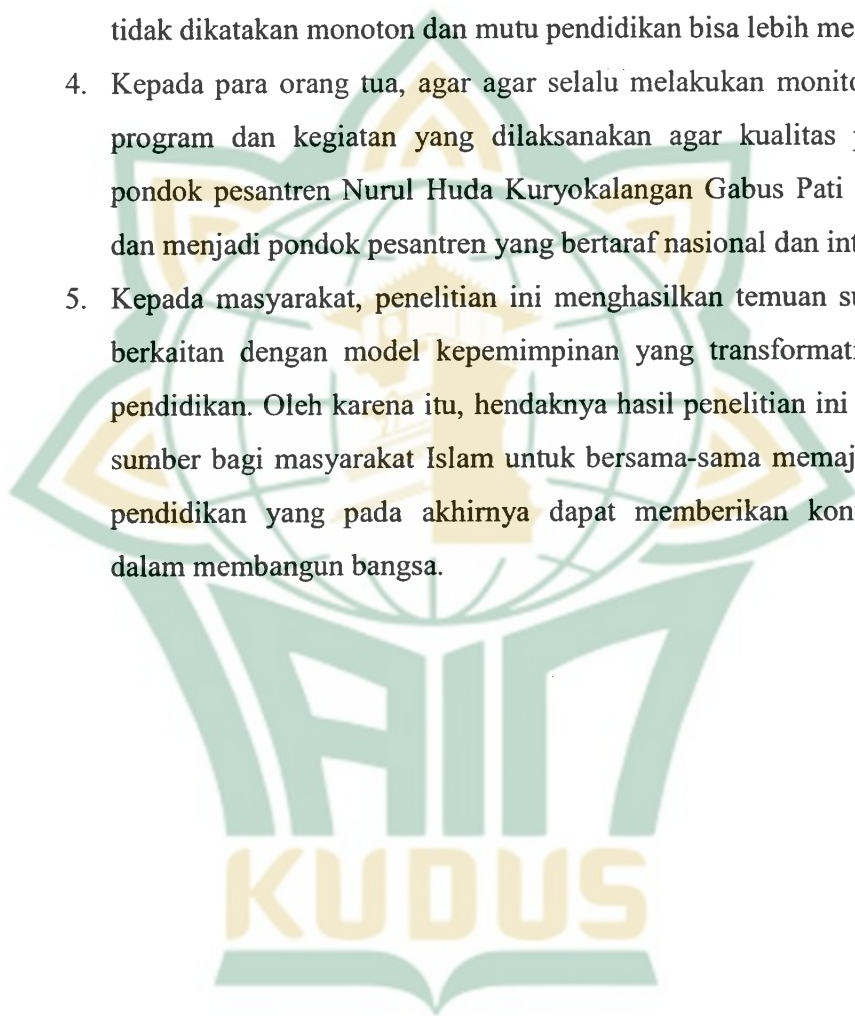 tidak dikatakan monoton dan mutu pendidikan bisa lebih me
4. Kepada para orang tua, agar agar selalu melakukan monito
program dan kegiatan yang dilaksanakan agar kualitas
pondok pesantren Nurul Huda Kuryokalangan Gabus Pati
dan menjadi pondok pesantren yang bertaraf nasional dan int
5. Kepada masyarakat, penelitian ini menghasilkan temuan su
berkaitan dengan model kepemimpinan yang transformati
pendidikan. Oleh karena itu, hendaknya hasil penelitian ini
sumber bagi masyarakat Islam untuk bersama-sama memaj
pendidikan yang pada akhirnya dapat memberikan kon
dalam membangun bangsa.
IAIN
KUDUS